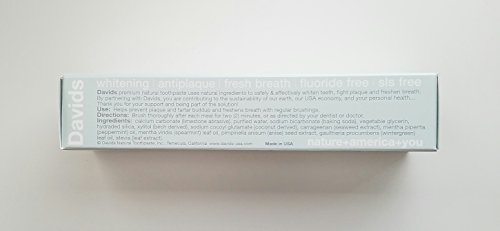 Davids
whitening | antiplaque | fresh breath | fluoride free | sls free
Davids premium natural toothpaste uses natural ingredients to safely & effectively whiten teeth, fight plaque and freshen breath.
By partnering with Davids, you are contributing to the sustainability of our earth, our USA economy, and your personal health...
Thank you for your support and being part of the solution!
Use: Helps prevent plaque and tartar buildup and freshens breath with regular brushings.
Directions: Brush thoroughly after each meal for two (2) minutes, or as directed by your dentist or doctor.
Ingredients: calcium carbonate (limestone abrasive), purified water, sodium bicarbonate (baking soda), vegetable glycerin,
hydrated silica, xylitol (birch derived), sodium cocoyl glutamate (coconut derived), carrageenan (seaweed extract), mentha piperita
(peppermint) oil, mentha viridis (spearmint) leaf oil, anise seed extract, gaultheria procumbens (wintergreen)
leaf oil, stevia (leaf extract).
© Davids Natural Toothpaste, Inc. Temecula, California www.davids-usa.com Made in USA
nature+america+you